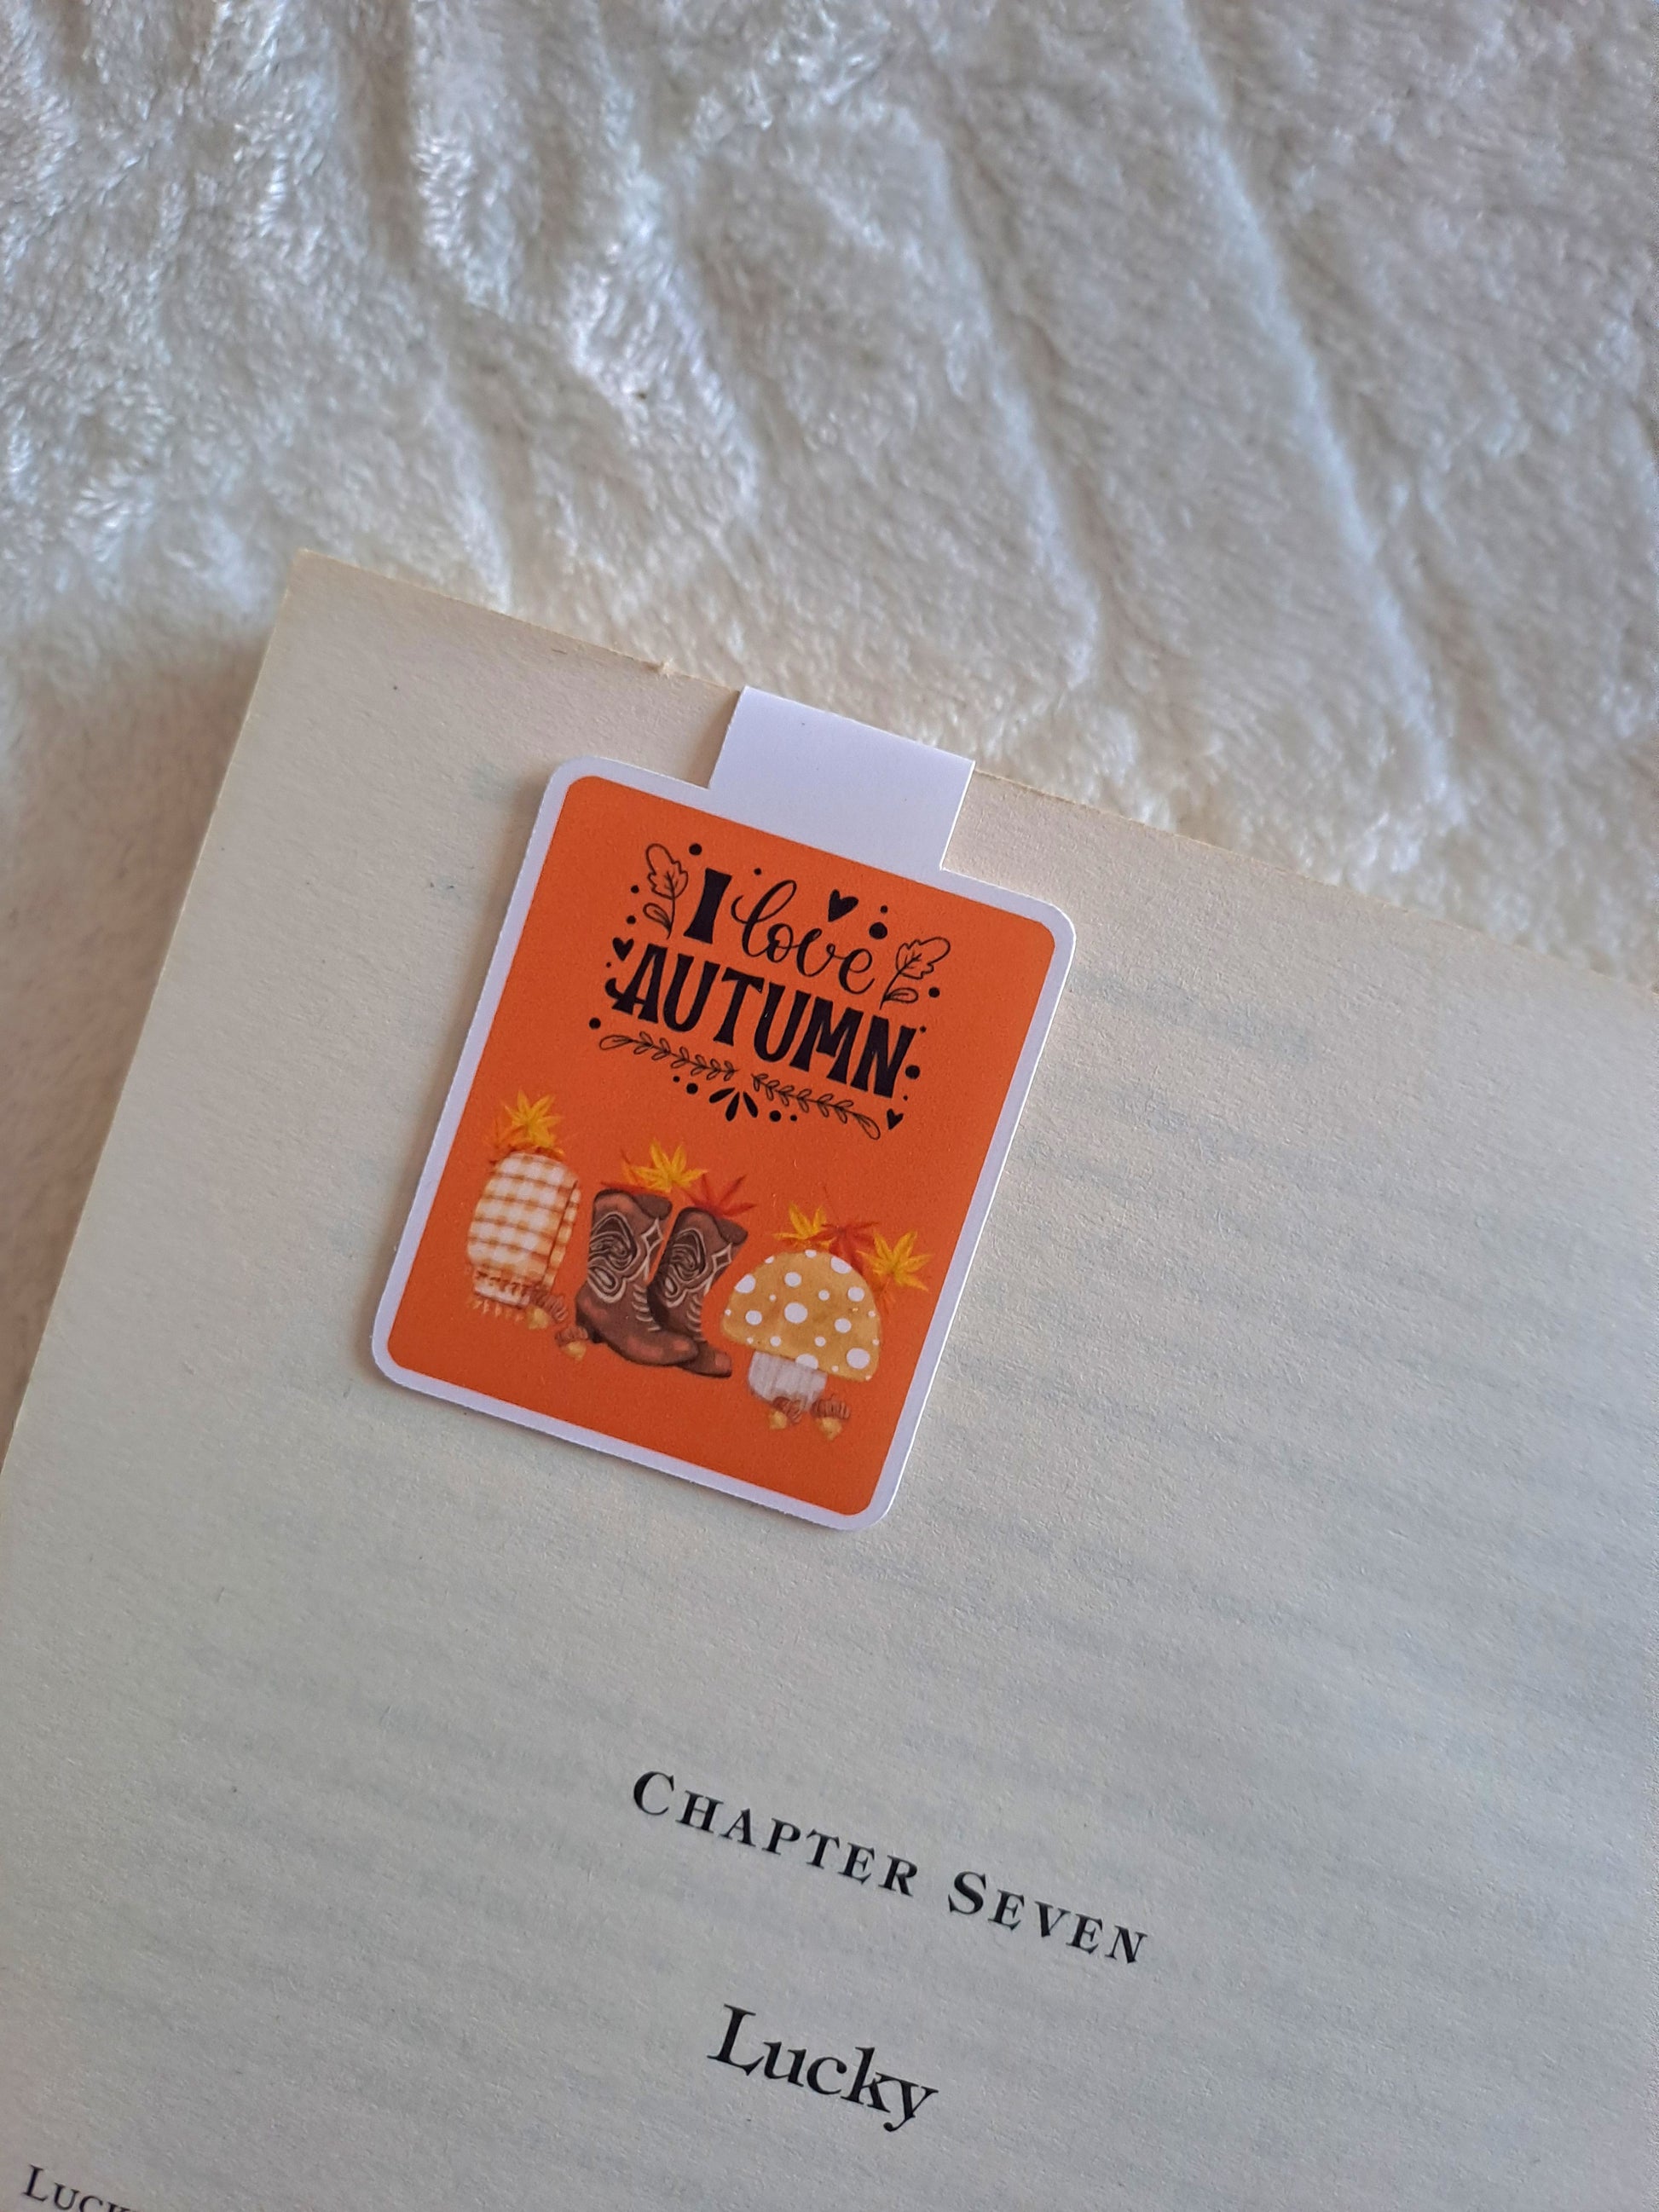 I love
AUTUMN
CHAPTER SEVEN
Lucky